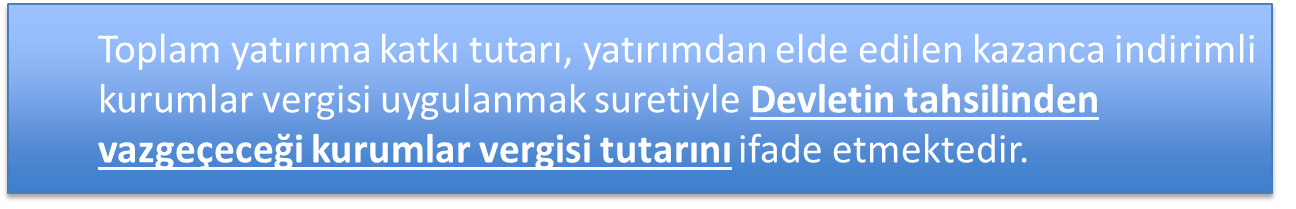 Toplam yatırıma katkı tutarı, yatırımdan elde edilen kazanca indirimli
kurumlar vergisi uygulanmak suretiyle Devletin tahsilinden
vazgeçeceği kurumlar vergisi tutarını ifade etmektedir.